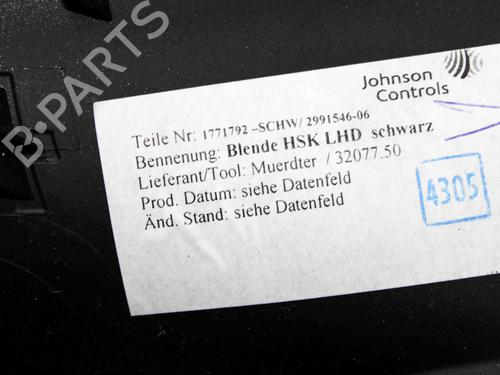 B-PARTS
Johnson
Controls
Teile Nr: 1771792 –SCHW/ 2991546-06
Bennenung: Blende HSK LHD schwarz
Lieferant/Tool: Muerdter / 32077.50
Prod. Datum: siehe Datenfeld
Änd. Stand: siehe Datenfeld
4305